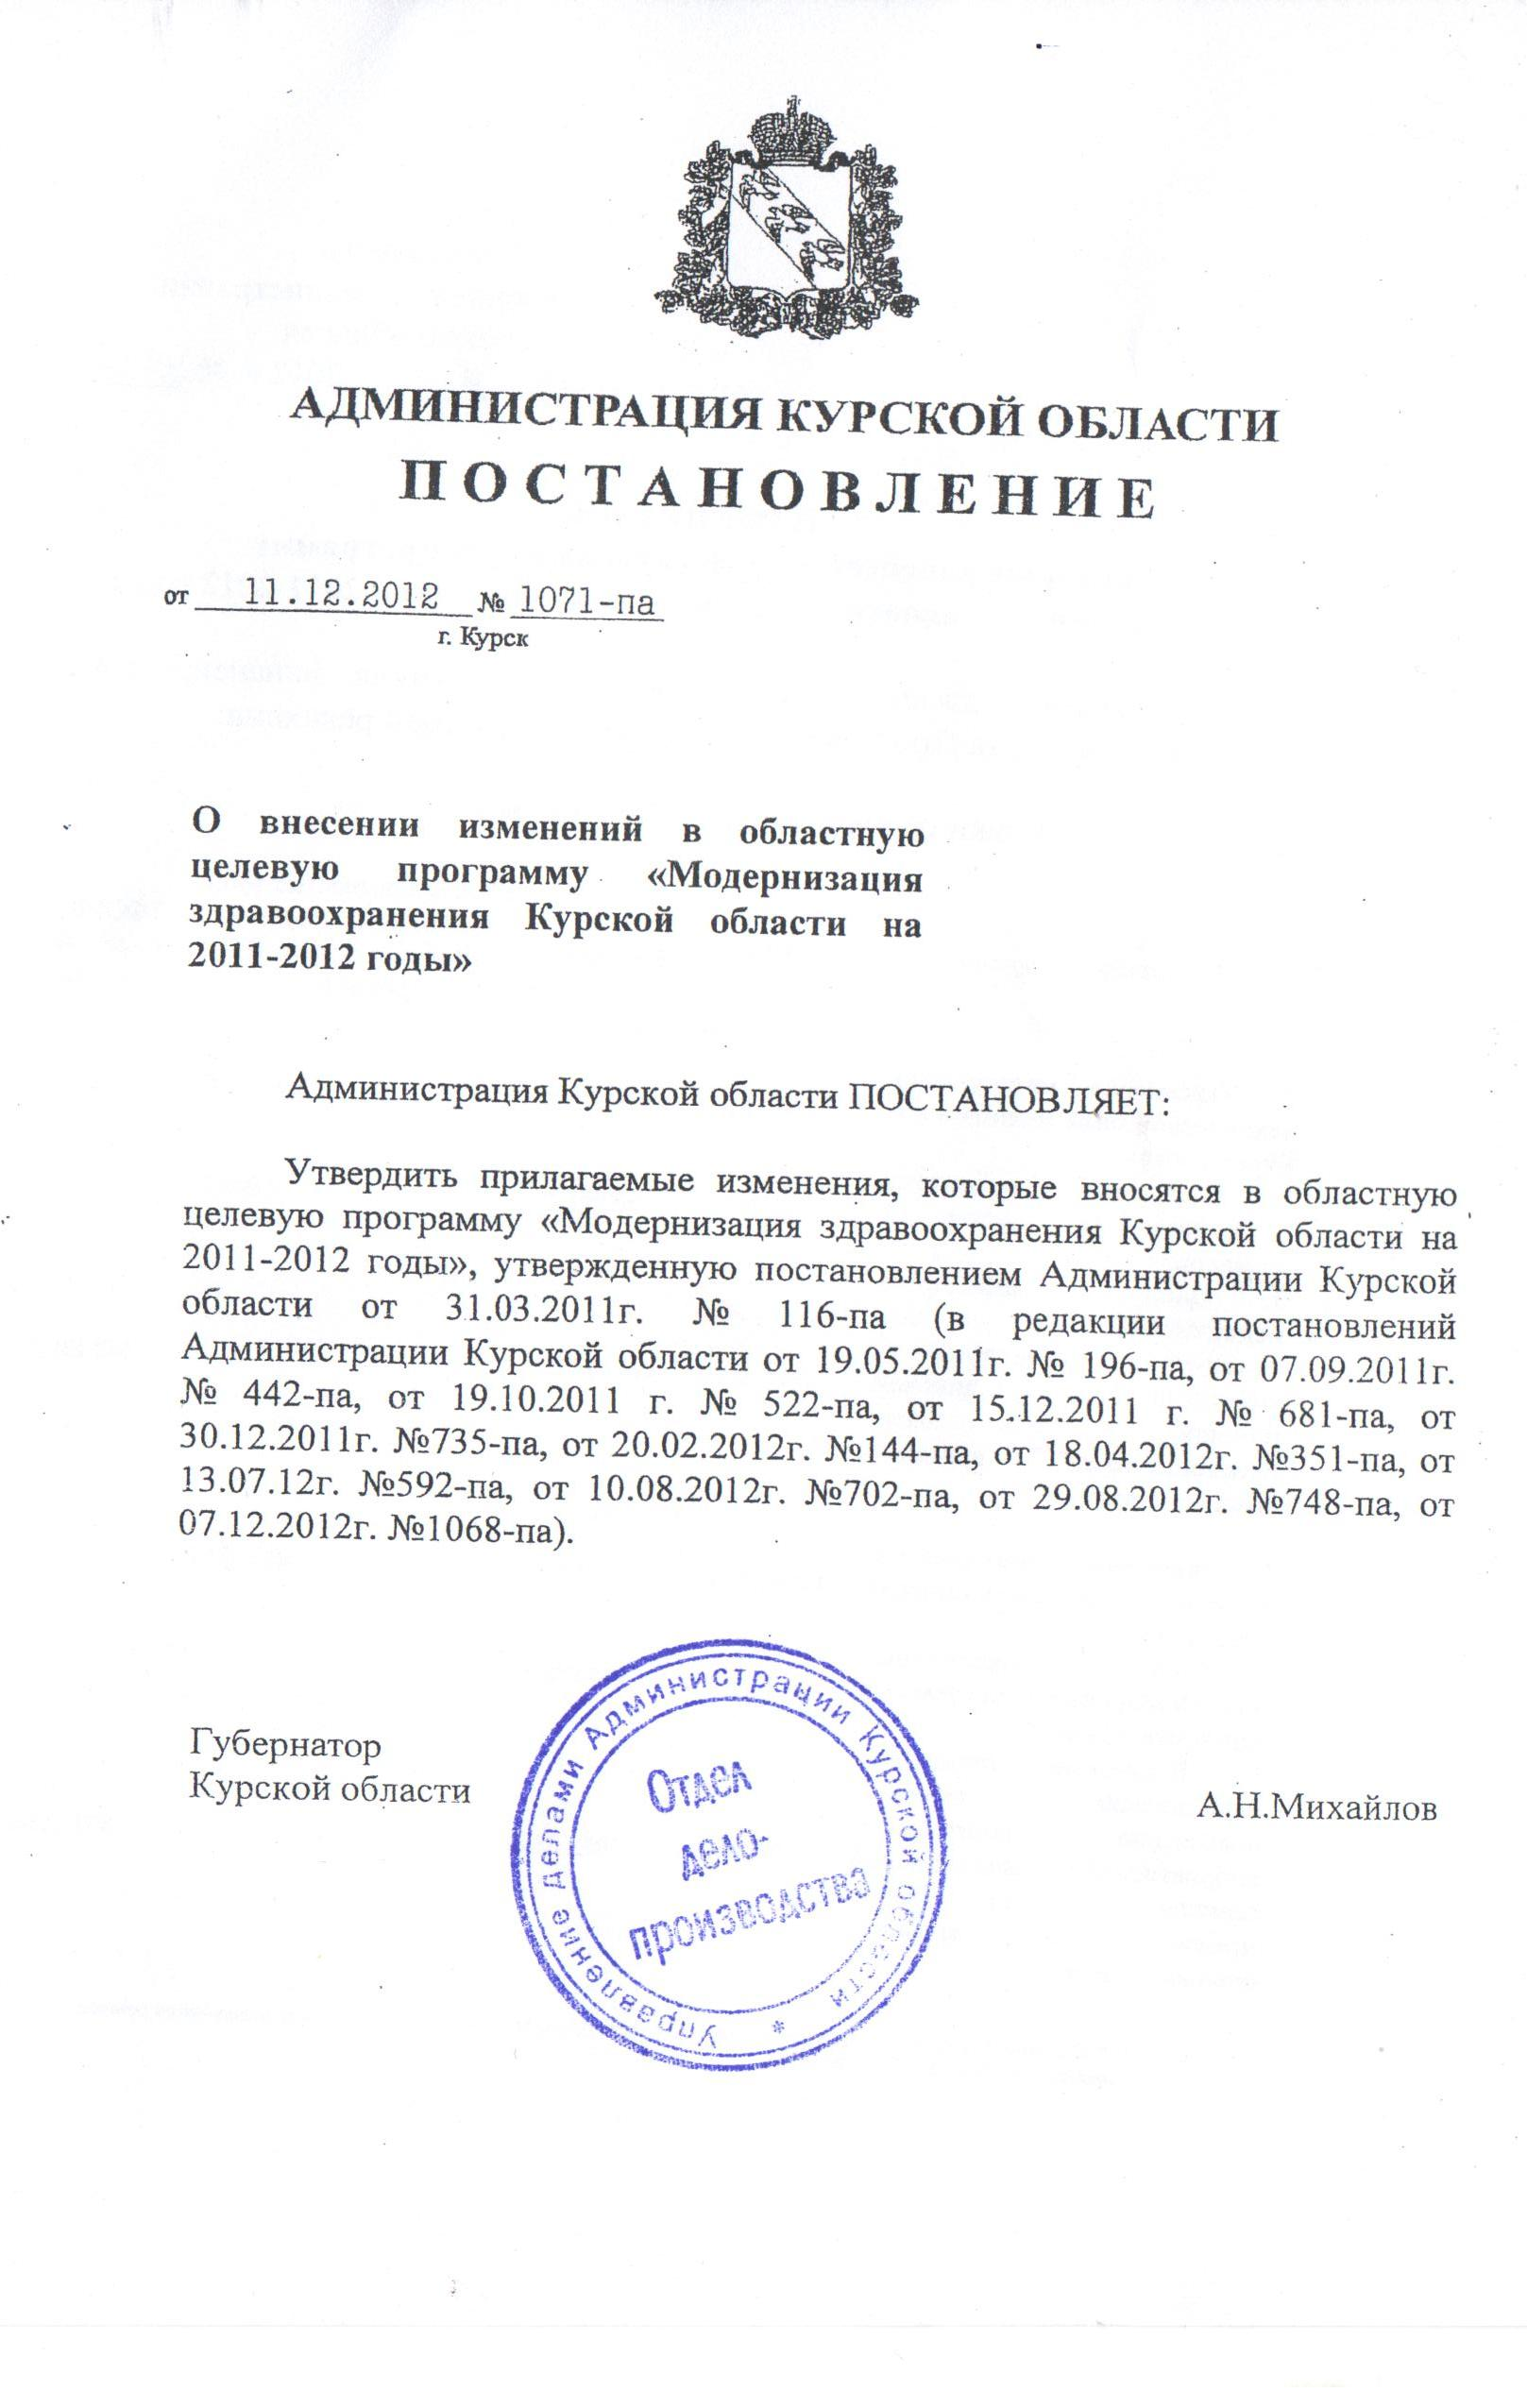 АДМИНИСТРАЦИЯ КУРСКОЙ ОБЛАСТИ
ПОСТАНОВЛЕНИЕ
от 11.12.2012 № 1071-па
г. Курск
О внесении изменений в областную
целевую программу «Модернизация
здравоохранения Курской области на
2011-2012 годы»
Администрация Курской области ПОСТАНОВЛЯЕТ:
Утвердить прилагаемые изменения, которые вносятся в областную
целевую программу «Модернизация здравоохранения Курской области на
2011-2012 годы», утвержденную постановлением Администрации Курской
области от 31.03.2011г. № 116-па (в редакции постановлений
Администрации Курской области от 19.05.2011г. № 196-па, от 07.09.2011г.
№ 442-па, от 19.10.2011 г. № 522-па, от 15.12.2011 г. № 681-па, от
30.12.2011г. №735-па, от 20.02.2012г. №144-па, от 18.04.2012г. №351-па, от
13.07.12г. №592-па, от 10.08.2012г. №702-па, от 29.08.2012г. №748-па, от
07.12.2012г. №1068-па).
Губернатор
Курской области
А.Н.Михайлов
Управление делами Администрации Курской области *
Отдел
дело-
производства